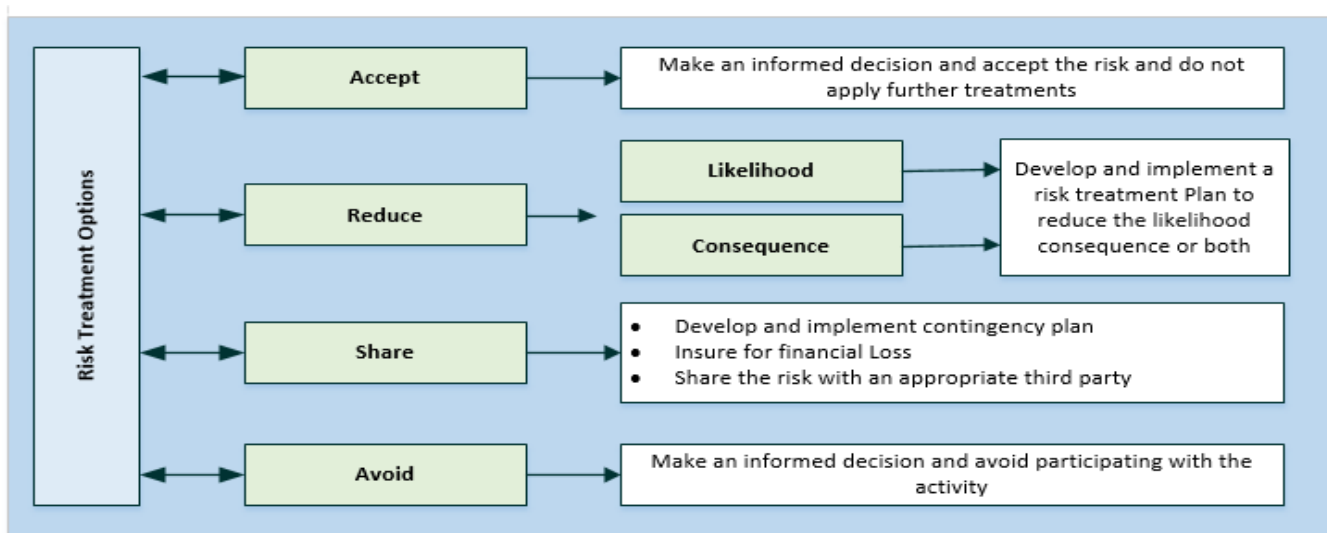 Risk Treatment Options
Accept
Make an informed decision and accept the risk and do not
apply further treatments
Reduce
Likelihood
Consequence
Develop and implement a
risk treatment Plan to
reduce the likelihood
consequence or both
Share
• Develop and implement contingency plan
• Insure for financial Loss
• Share the risk with an appropriate third party
Avoid
Make an informed decision and avoid participating with the
activity